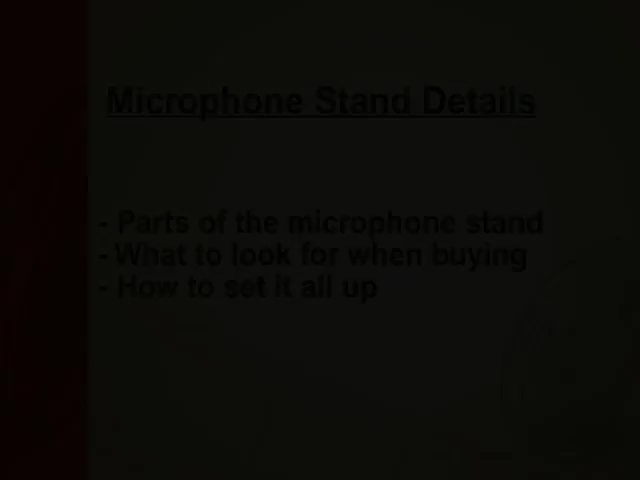 Microphone Stand Details
- Parts of the microphone stand
- What to look for when buying
- How to set it all up